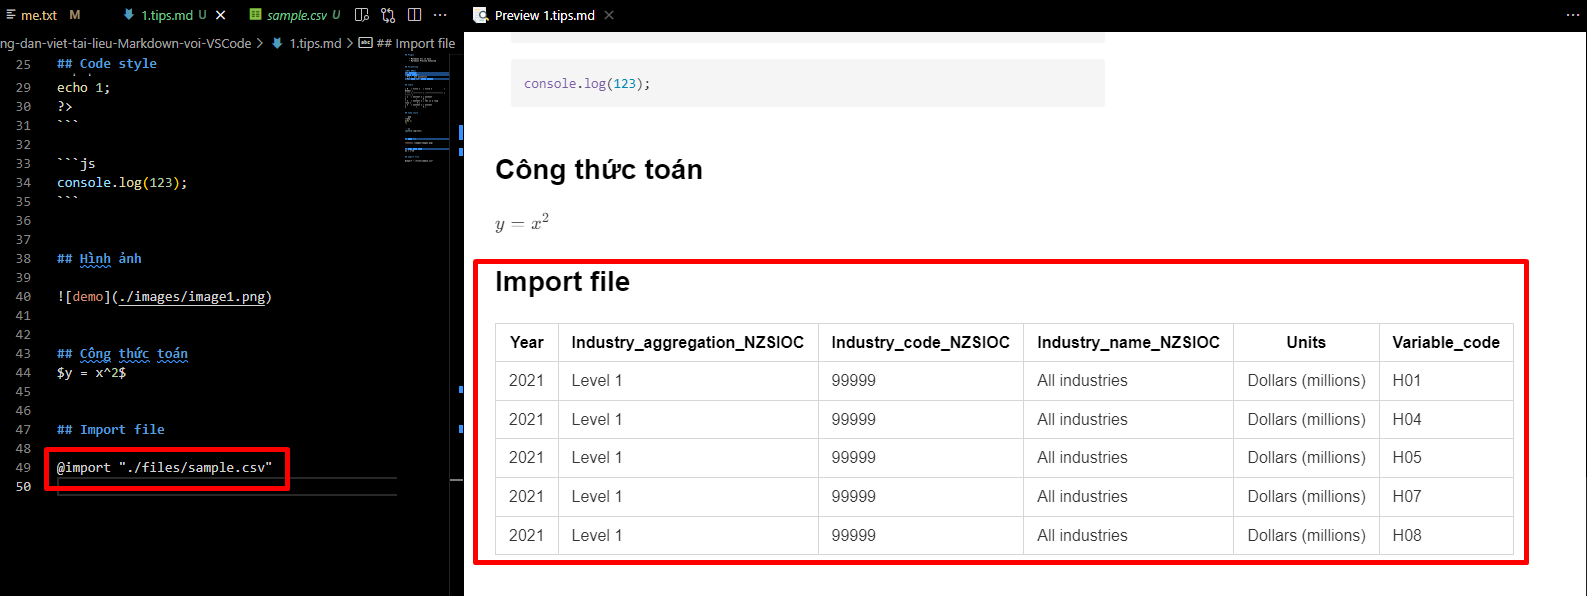 me.txt M 1.tips.md U sample.csv U
ng-dan-viet-tai-lieu-Markdown-voi-VSCode > 1.tips.md > ## Import file
25 ## Code style
29 echo 1;
30 ?>
31 ```
32
33 ```js
34 console.log(123);
35 ```
36
37
38 ## Hình ảnh
39
40 ![demo](./images/image1.png)
41
42
43 ## Công thức toán
44 $y = x^2$
45
46
47 ## Import file
48
49 @import "./files/sample.csv"
50
Preview 1.tips.md
console.log(123);
Công thức toán
y = x²
Import file
Year Industry_aggregation_NZSIOC Industry_code_NZSIOC Industry_name_NZSIOC Units Variable_code
2021 Level 1 99999 All industries Dollars (millions) H01
2021 Level 1 99999 All industries Dollars (millions) H04
2021 Level 1 99999 All industries Dollars (millions) H05
2021 Level 1 99999 All industries Dollars (millions) H07
2021 Level 1 99999 All industries Dollars (millions) H08